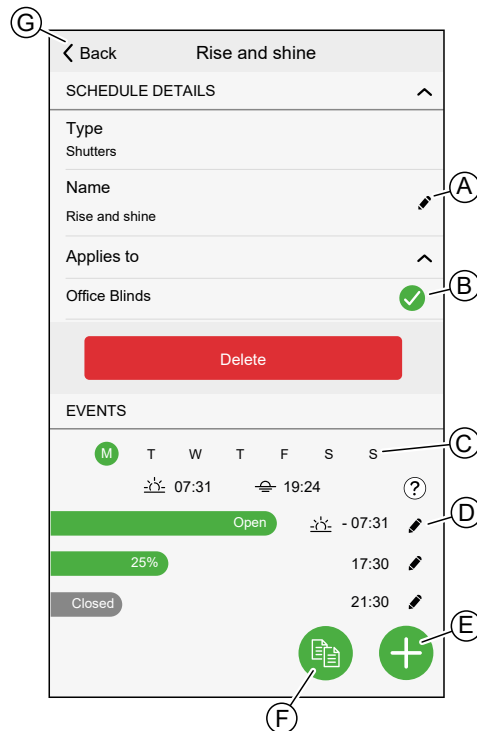 G
Back Rise and shine
SCHEDULE DETAILS
Type
Shutters
Name
A
Rise and shine
Applies to
Office Blinds
B
Delete
EVENTS
M T W T F S S
C
07:31 19:24 ?
Open - 07:31
D
25% 17:30
Closed 21:30
E
F